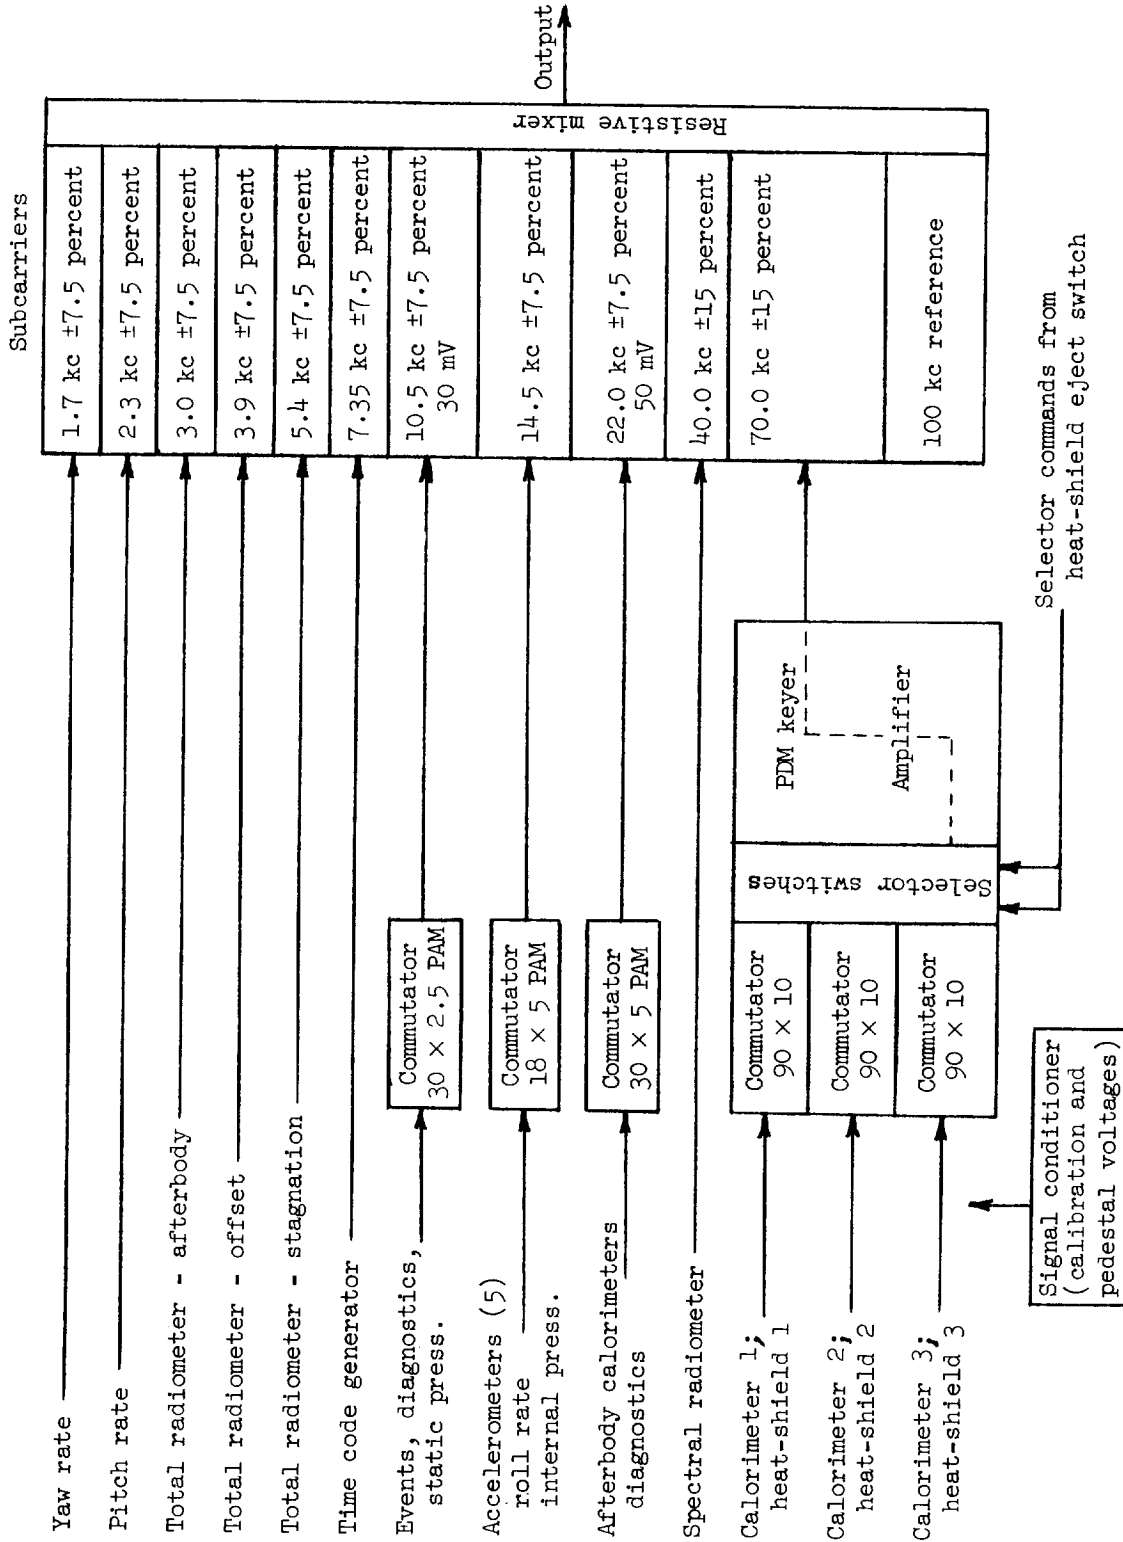 Subcarriers
Yaw rate
1.7 kc ±7.5 percent
Pitch rate
2.3 kc ±7.5 percent
Total radiometer - afterbody
3.0 kc ±7.5 percent
Total radiometer - offset
3.9 kc ±7.5 percent
Total radiometer - stagnation
5.4 kc ±7.5 percent
Time code generator
7.35 kc ±7.5 percent
Events, diagnostics,
static press.
Commutator
30 × 2.5 PAM
10.5 kc ±7.5 percent
30 mV
Accelerometers (5)
roll rate
internal press.
Commutator
18 × 5 PAM
14.5 kc ±7.5 percent
Afterbody calorimeters
diagnostics
Commutator
30 × 5 PAM
22.0 kc ±7.5 percent
50 mV
Spectral radiometer
40.0 kc ±15 percent
Calorimeter 1;
heat-shield 1
Commutator
90 × 10
Calorimeter 2;
heat-shield 2
Commutator
90 × 10
Calorimeter 3;
heat-shield 3
Commutator
90 × 10
Selector switches
PDM keyer
Amplifier
70.0 kc ±15 percent
100 kc reference
Resistive mixer
Output
Signal conditioner
(calibration and
pedestal voltages)
Selector commands from
heat-shield eject switch